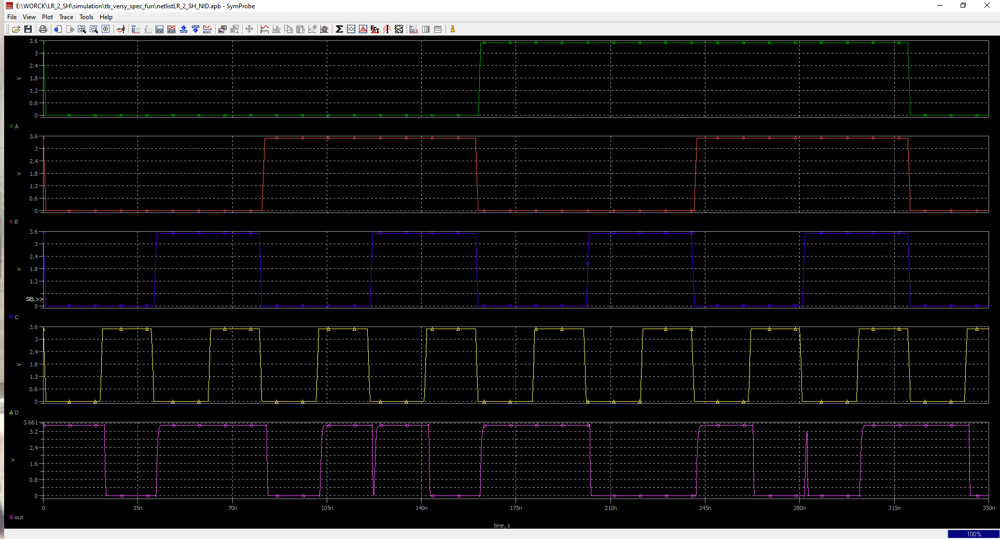 E:\WORCK\LR_2_SH\simulation\tb_versy_spec_fun\netlistLR_2_SH_NID.apb - SymProbe
File View Plot Trace Tools Help
3.6
3
2.4
1.8
1.2
0.6
0
V
A
3.6
3
2.4
1.8
1.2
0.6
0
V
B
3.6
3
2.4
1.8
1.2
SEL>>
0
V
C
3.6
3
2.4
1.8
1.2
0.6
0
V
D
3.661
3.2
2.4
1.6
0.8
0
V
0 35n 70n 105n 140n 175n 210n 245n 280n 315n 350n
out
time, s
100%